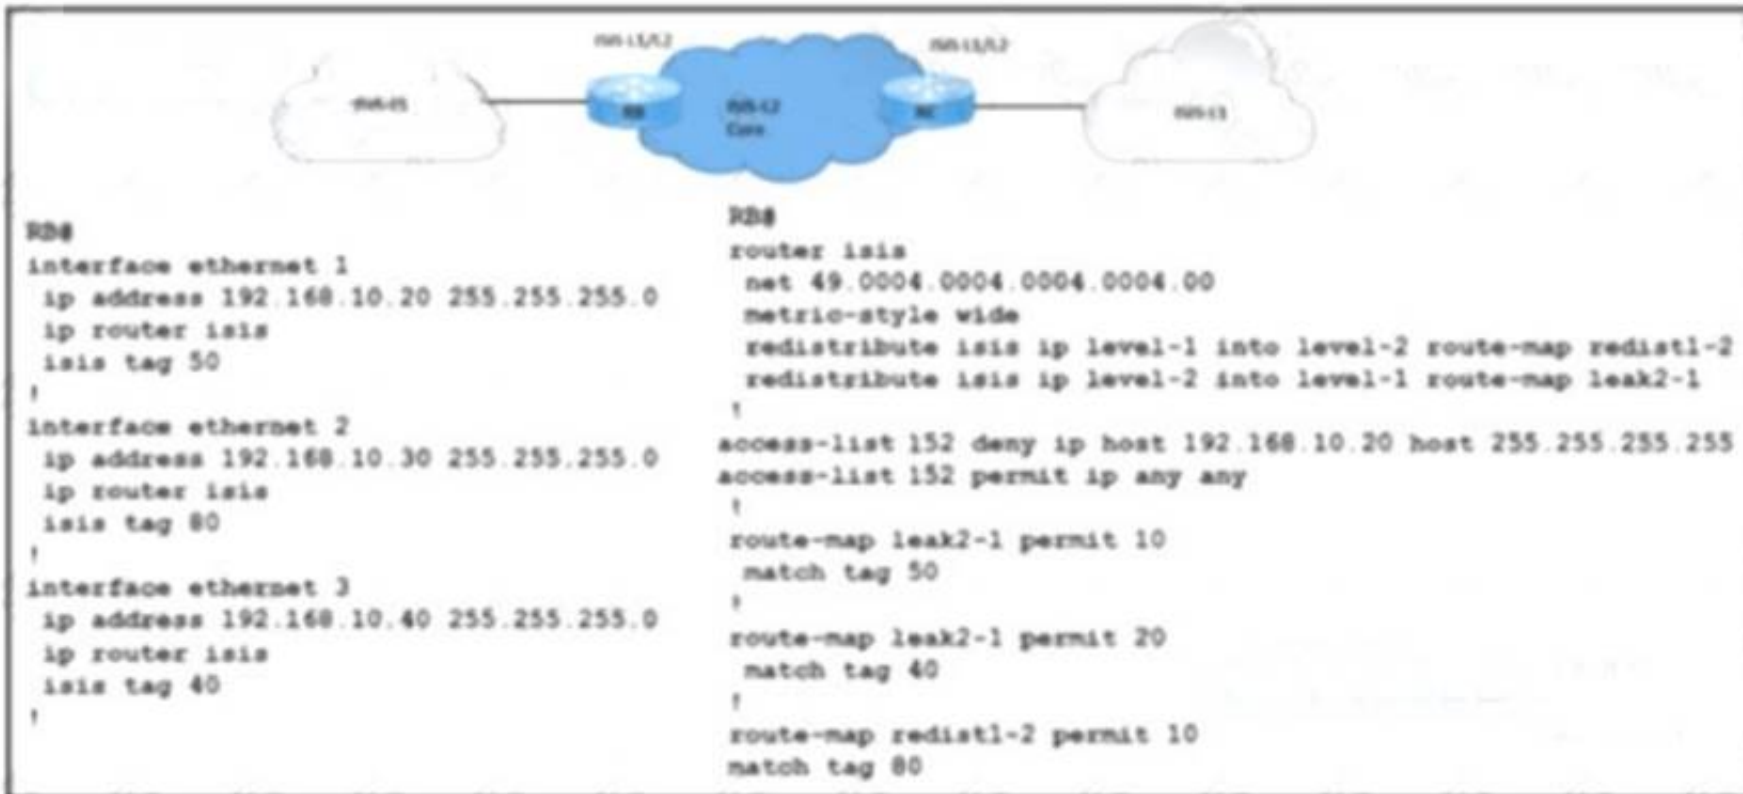 RB
ISIS-L2
Core
RB#
interface ethernet 1
ip address 192.168.10.20 255.255.255.0
ip router isis
isis tag 50
!
interface ethernet 2
ip address 192.168.10.30 255.255.255.0
ip router isis
isis tag 80
!
interface ethernet 3
ip address 192.168.10.40 255.255.255.0
ip router isis
isis tag 40
!
RB#
router isis
net 49.0004.0004.0004.0004.00
metric-style wide
redistribute isis ip level-1 into level-2 route-map redist1-2
redistribute isis ip level-2 into level-1 route-map leak2-1
!
access-list 152 deny ip host 192.168.10.20 host 255.255.255.255
access-list 152 permit ip any any
!
route-map leak2-1 permit 10
match tag 50
!
route-map leak2-1 permit 20
match tag 40
!
route-map redist1-2 permit 10
match tag 80